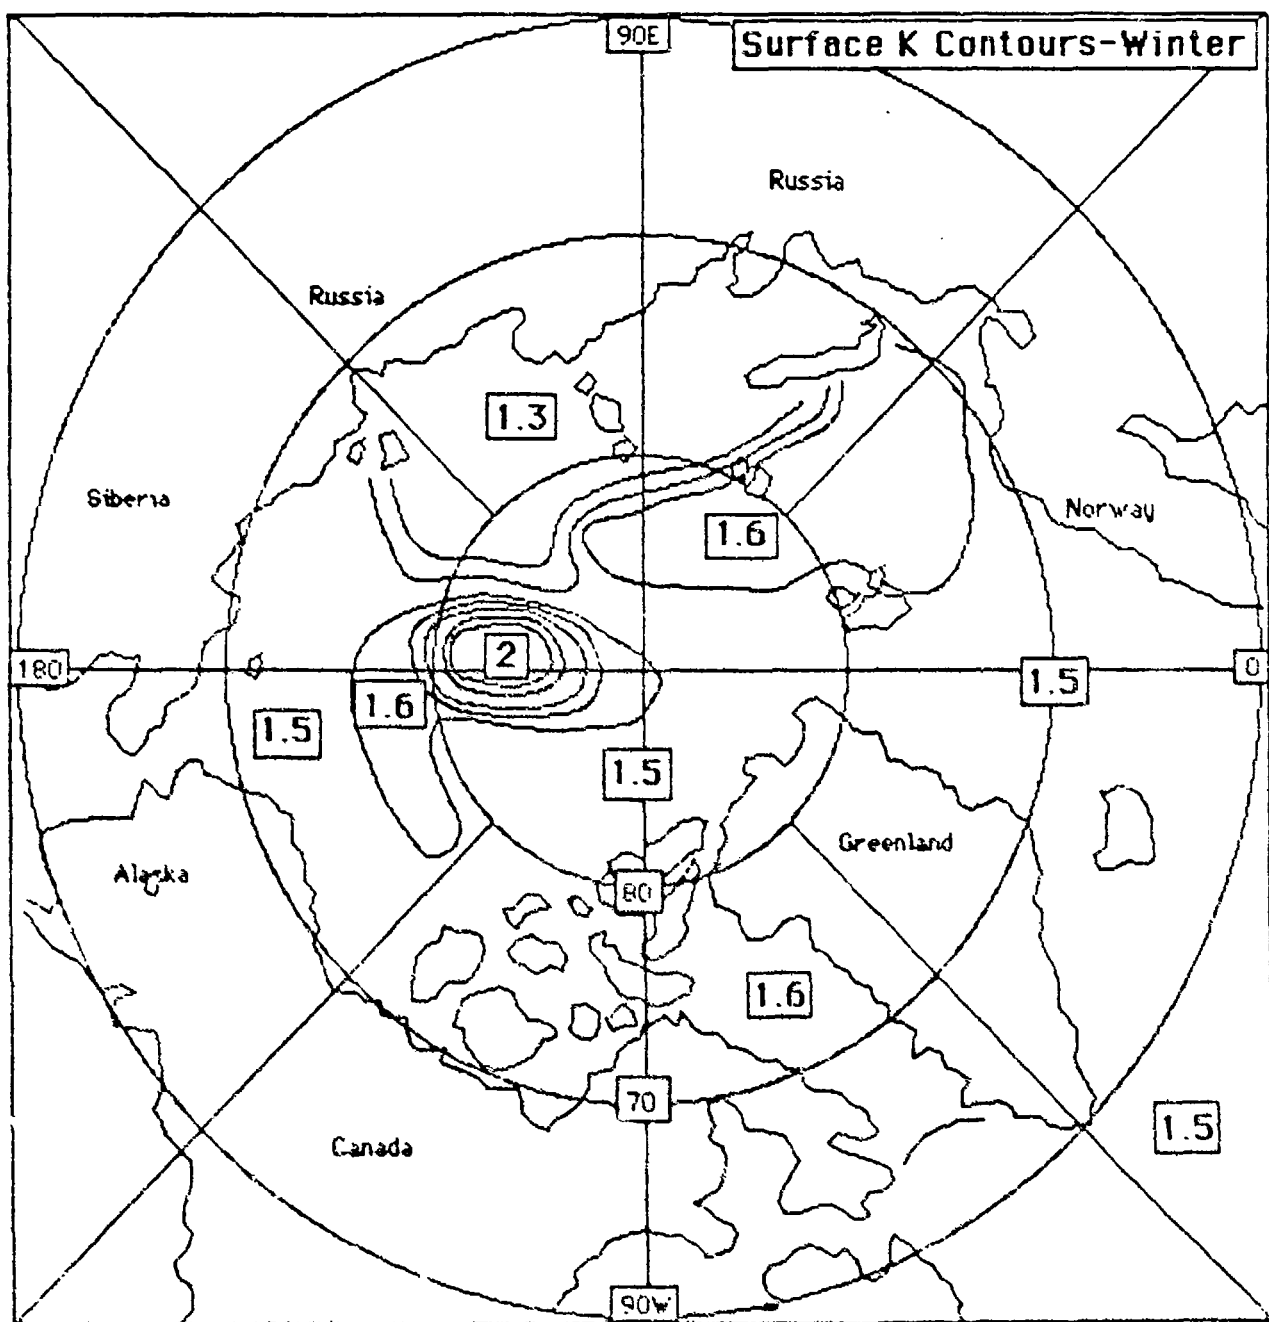 90E
Surface K Contours-Winter
Russia
Russia
1.3
Siberia
1.6
Norway
2
180
0
1.5
1.6
1.5
1.5
Greenland
Alaska
80
1.6
70
1.5
Canada
90W